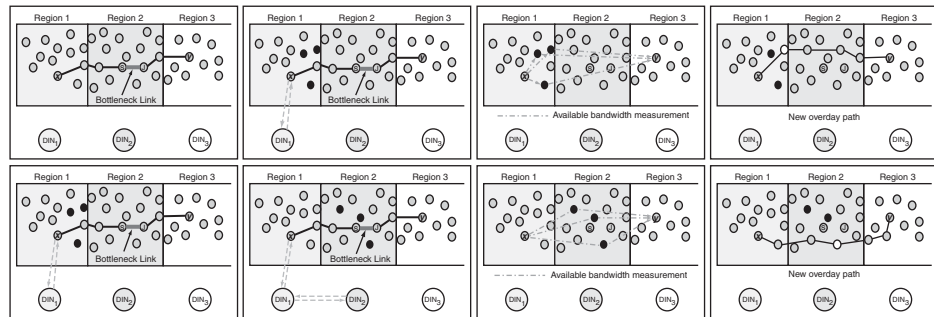 Region 1 Region 2 Region 3
X S J Y
Bottleneck Link
DIN1 DIN2 DIN3
Region 1 Region 2 Region 3
X S J Y
Bottleneck Link
DIN1 DIN2 DIN3
Region 1 Region 2 Region 3
X S J Y
Available bandwidth measurement
DIN1 DIN2 DIN3
Region 1 Region 2 Region 3
X S J Y
New overday path
DIN1 DIN2 DIN3
Region 1 Region 2 Region 3
X S J Y
Bottleneck Link
DIN1 DIN2 DIN3
Region 1 Region 2 Region 3
X S J Y
Bottleneck Link
DIN1 DIN2 DIN3
Region 1 Region 2 Region 3
X S J Y
Available bandwidth measurement
DIN1 DIN2 DIN3
Region 1 Region 2 Region 3
X S J Y
New overday path
DIN1 DIN2 DIN3